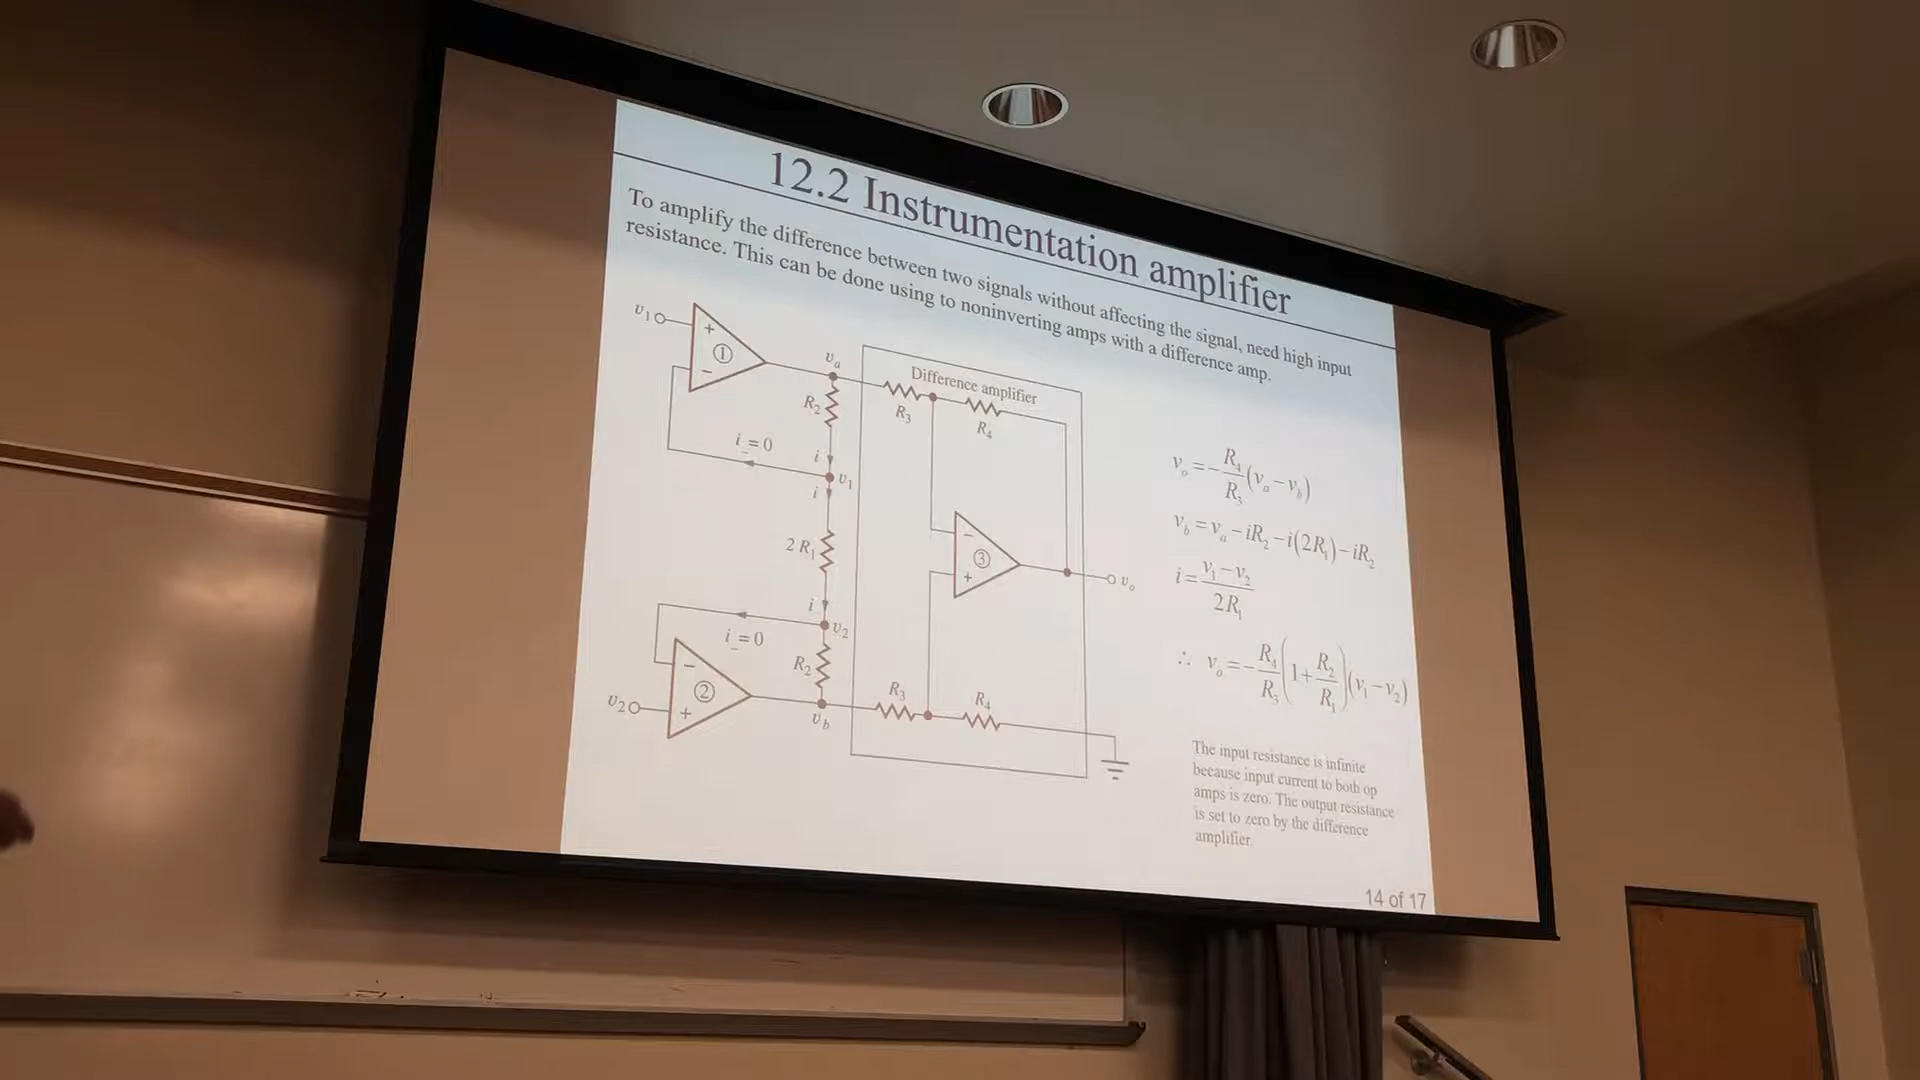 12.2 Instrumentation amplifier
To amplify the difference between two signals without affecting the signal, need high input
resistance. This can be done using to noninverting amps with a difference amp.
v₁
+
①
−
vₐ
R₂
i₋=0
i
v₁
i
2 R₁
i
i₋=0
v₂
R₂
−
②
+
v₂
v_b
Difference amplifier
R₃
R₄
−
③
+
vₒ
R₃
R₄
vₒ=−R₄/R₃(vₐ−v_b)
v_b=vₐ−iR₂−i(2R₁)−iR₂
i=(v₁−v₂)/2R₁
∴ vₒ=−R₄/R₃(1+R₂/R₁)(v₁−v₂)
The input resistance is infinite
because input current to both op
amps is zero. The output resistance
is set to zero by the difference
amplifier.
14 of 17